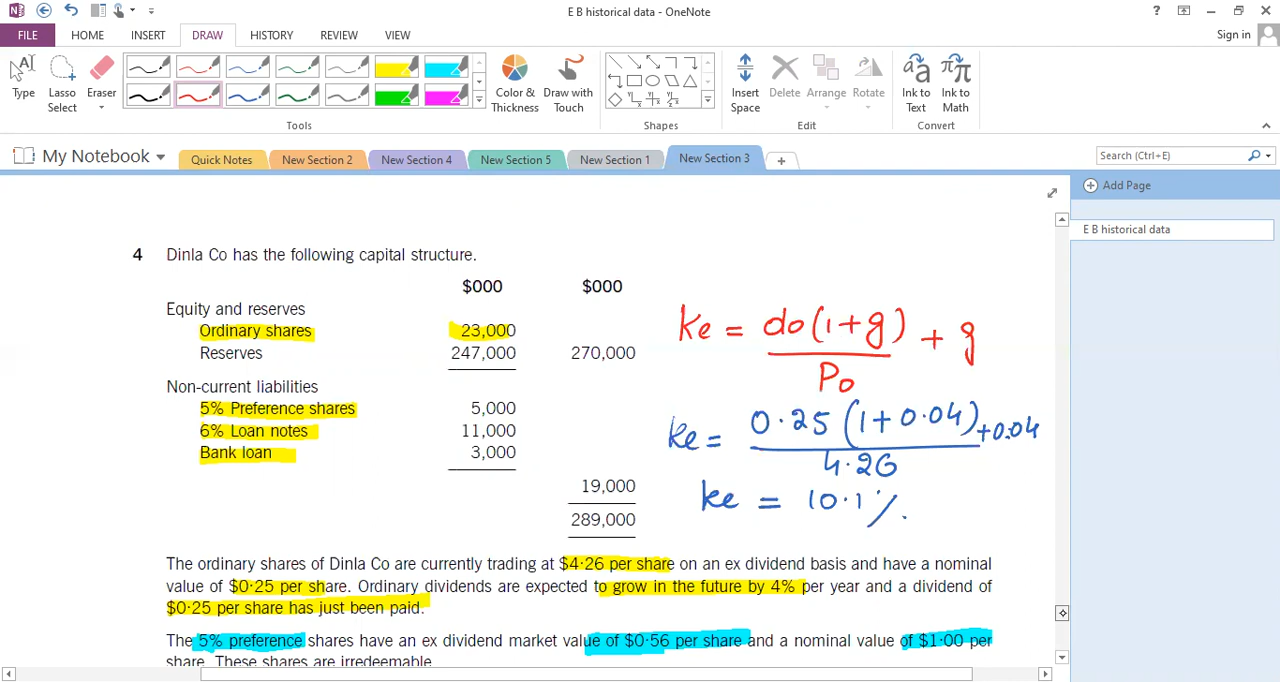 E B historical data - OneNote
?
FILE HOME INSERT DRAW HISTORY REVIEW VIEW
Sign in
Type
Lasso Select
Eraser
Color & Thickness
Draw with Touch
Insert Space
Delete
Arrange
Rotate
Ink to Text
Ink to Math
Tools Shapes Edit Convert
My Notebook Quick Notes New Section 2 New Section 4 New Section 5 New Section 1 New Section 3
Search (Ctrl+E)
Add Page
E B historical data
4 Dinla Co has the following capital structure.
$000 $000
Equity and reserves
Ordinary shares 23,000
Reserves 247,000 270,000
Non-current liabilities
5% Preference shares 5,000
6% Loan notes 11,000
Bank loan 3,000
19,000
289,000
Ke = do(1+g) + g
Po
ke = 0.25 (1+0.04) +0.04
4.26
ke = 10.1%.
The ordinary shares of Dinla Co are currently trading at $4·26 per share on an ex dividend basis and have a nominal
value of $0·25 per share. Ordinary dividends are expected to grow in the future by 4% per year and a dividend of
$0·25 per share has just been paid.
The 5% preference shares have an ex dividend market value of $0·56 per share and a nominal value of $1·00 per
share. These shares are irredeemable